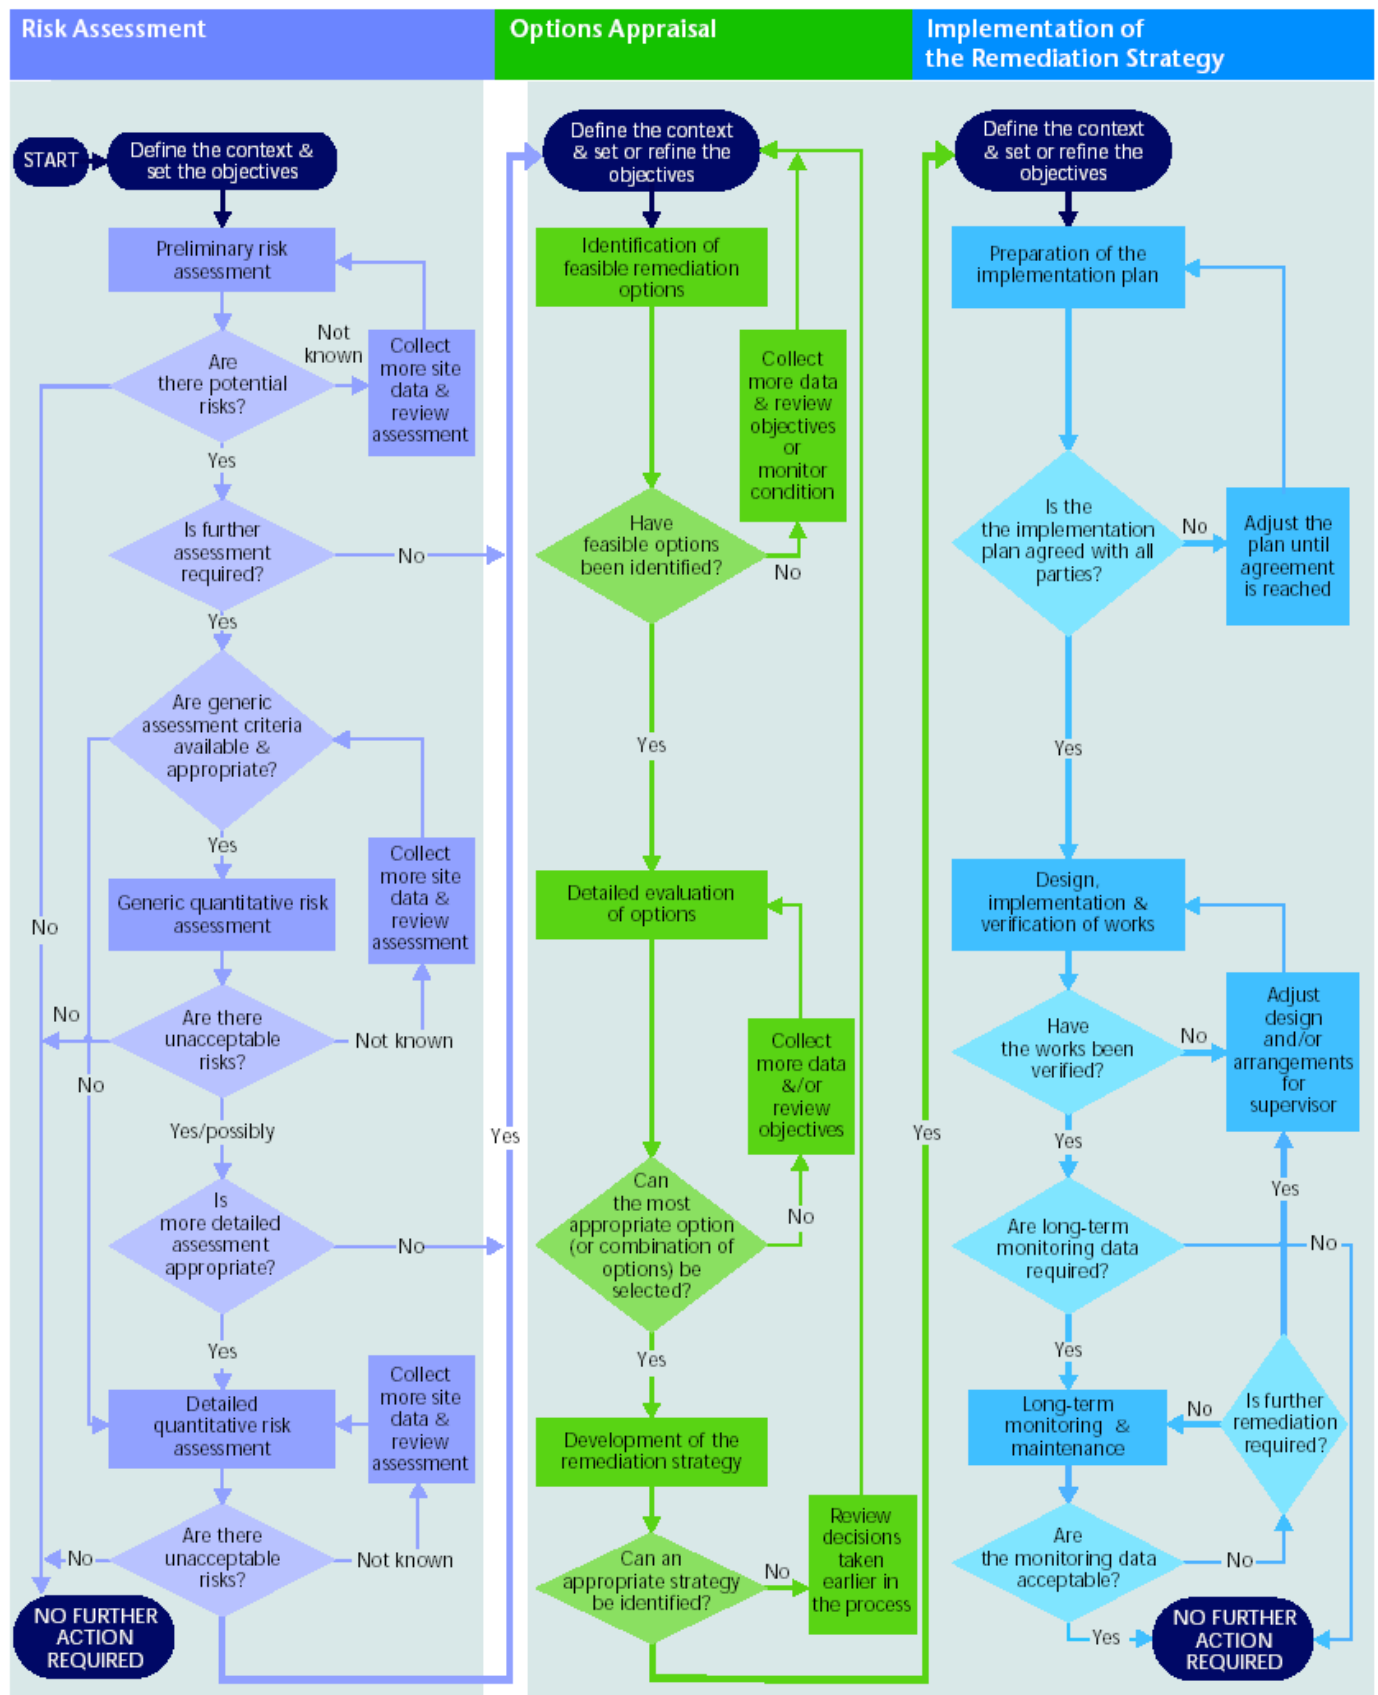 Risk Assessment
Options Appraisal
Implementation of
the Remediation Strategy
START
Define the context &
set the objectives
Preliminary risk
assessment
Are
there potential
risks?
Not
known
Collect
more site
data &
review
assessment
Yes
Is further
assessment
required?
No
Yes
Are generic
assessment criteria
available &
appropriate?
Yes
Collect
more site
data &
review
assessment
Generic quantitative risk
assessment
No
No
Are there
unacceptable
risks?
Not known
No
Yes/possibly
Is
more detailed
assessment
appropriate?
No
Yes
Detailed
quantitative risk
assessment
Collect
more site
data &
review
assessment
Are there
unacceptable
risks?
No
Not known
NO FURTHER
ACTION
REQUIRED
Yes
Define the context
& set or refine the
objectives
Identification of
feasible remediation
options
Collect
more data
& review
objectives
or
monitor
condition
Have
feasible options
been identified?
No
Yes
Detailed evaluation
of options
Collect
more data
&/or
review
objectives
Can
the most
appropriate option
(or combination of
options) be
selected?
No
Yes
Development of the
remediation strategy
Can an
appropriate strategy
be identified?
No
Review
decisions
taken
earlier in
the process
Yes
Define the context
& set or refine the
objectives
Preparation of the
implementation plan
Is the
the implementation
plan agreed with all
parties?
No
Adjust the
plan until
agreement
is reached
Yes
Design,
implementation &
verification of works
Have
the works been
verified?
No
Adjust
design
and/or
arrangements
for
supervisor
Yes
Yes
Are long-term
monitoring data
required?
No
Yes
Long-term
monitoring &
maintenance
No
Is further
remediation
required?
Are
the monitoring data
acceptable?
No
Yes
NO FURTHER
ACTION
REQUIRED